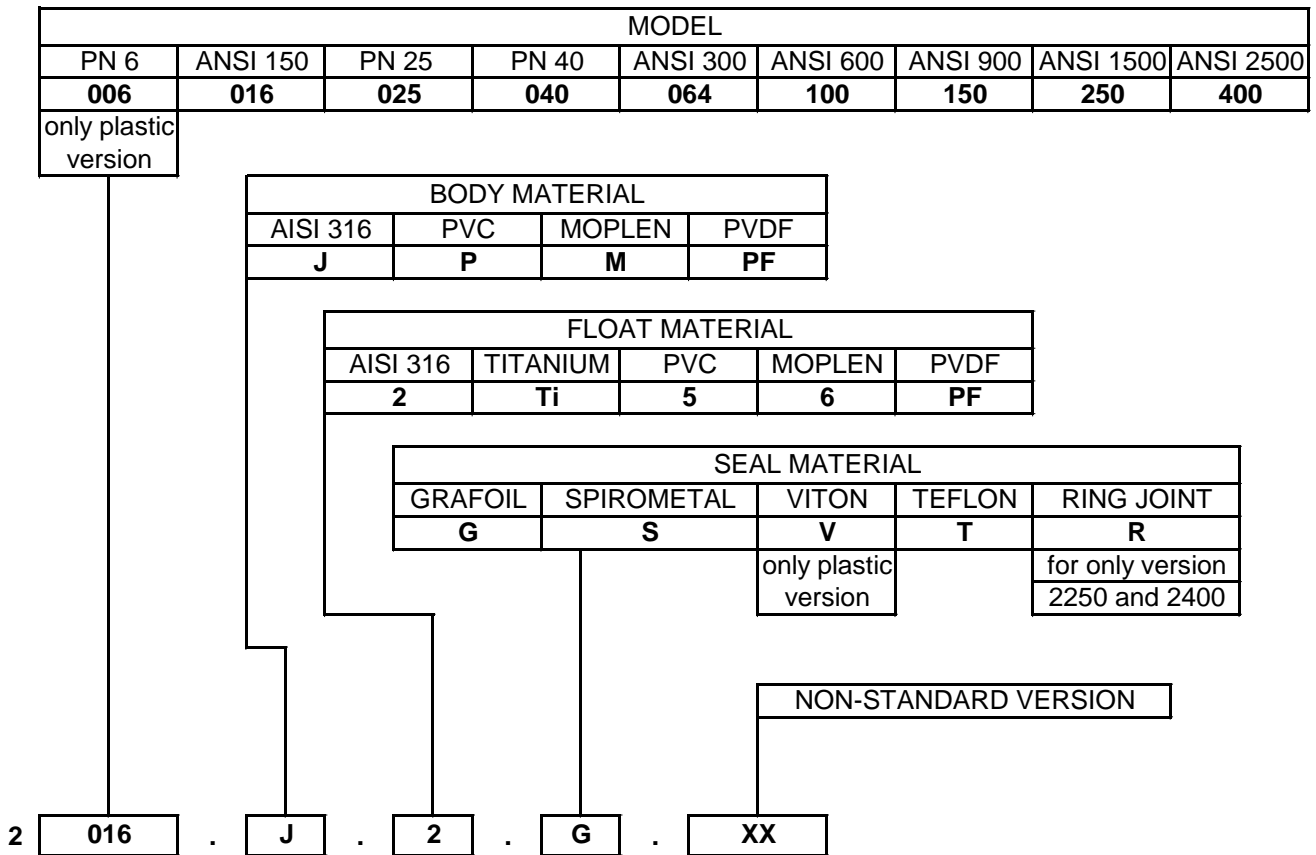 MODEL
PN 6 ANSI 150 PN 25 PN 40 ANSI 300 ANSI 600 ANSI 900 ANSI 1500 ANSI 2500
006 016 025 040 064 100 150 250 400
only plastic
version
BODY MATERIAL
AISI 316 PVC MOPLEN PVDF
J P M PF
FLOAT MATERIAL
AISI 316 TITANIUM PVC MOPLEN PVDF
2 Ti 5 6 PF
SEAL MATERIAL
GRAFOIL SPIROMETAL VITON TEFLON RING JOINT
G S V T R
only plastic for only version
version 2250 and 2400
NON-STANDARD VERSION
2 016 . J . 2 . G . XX